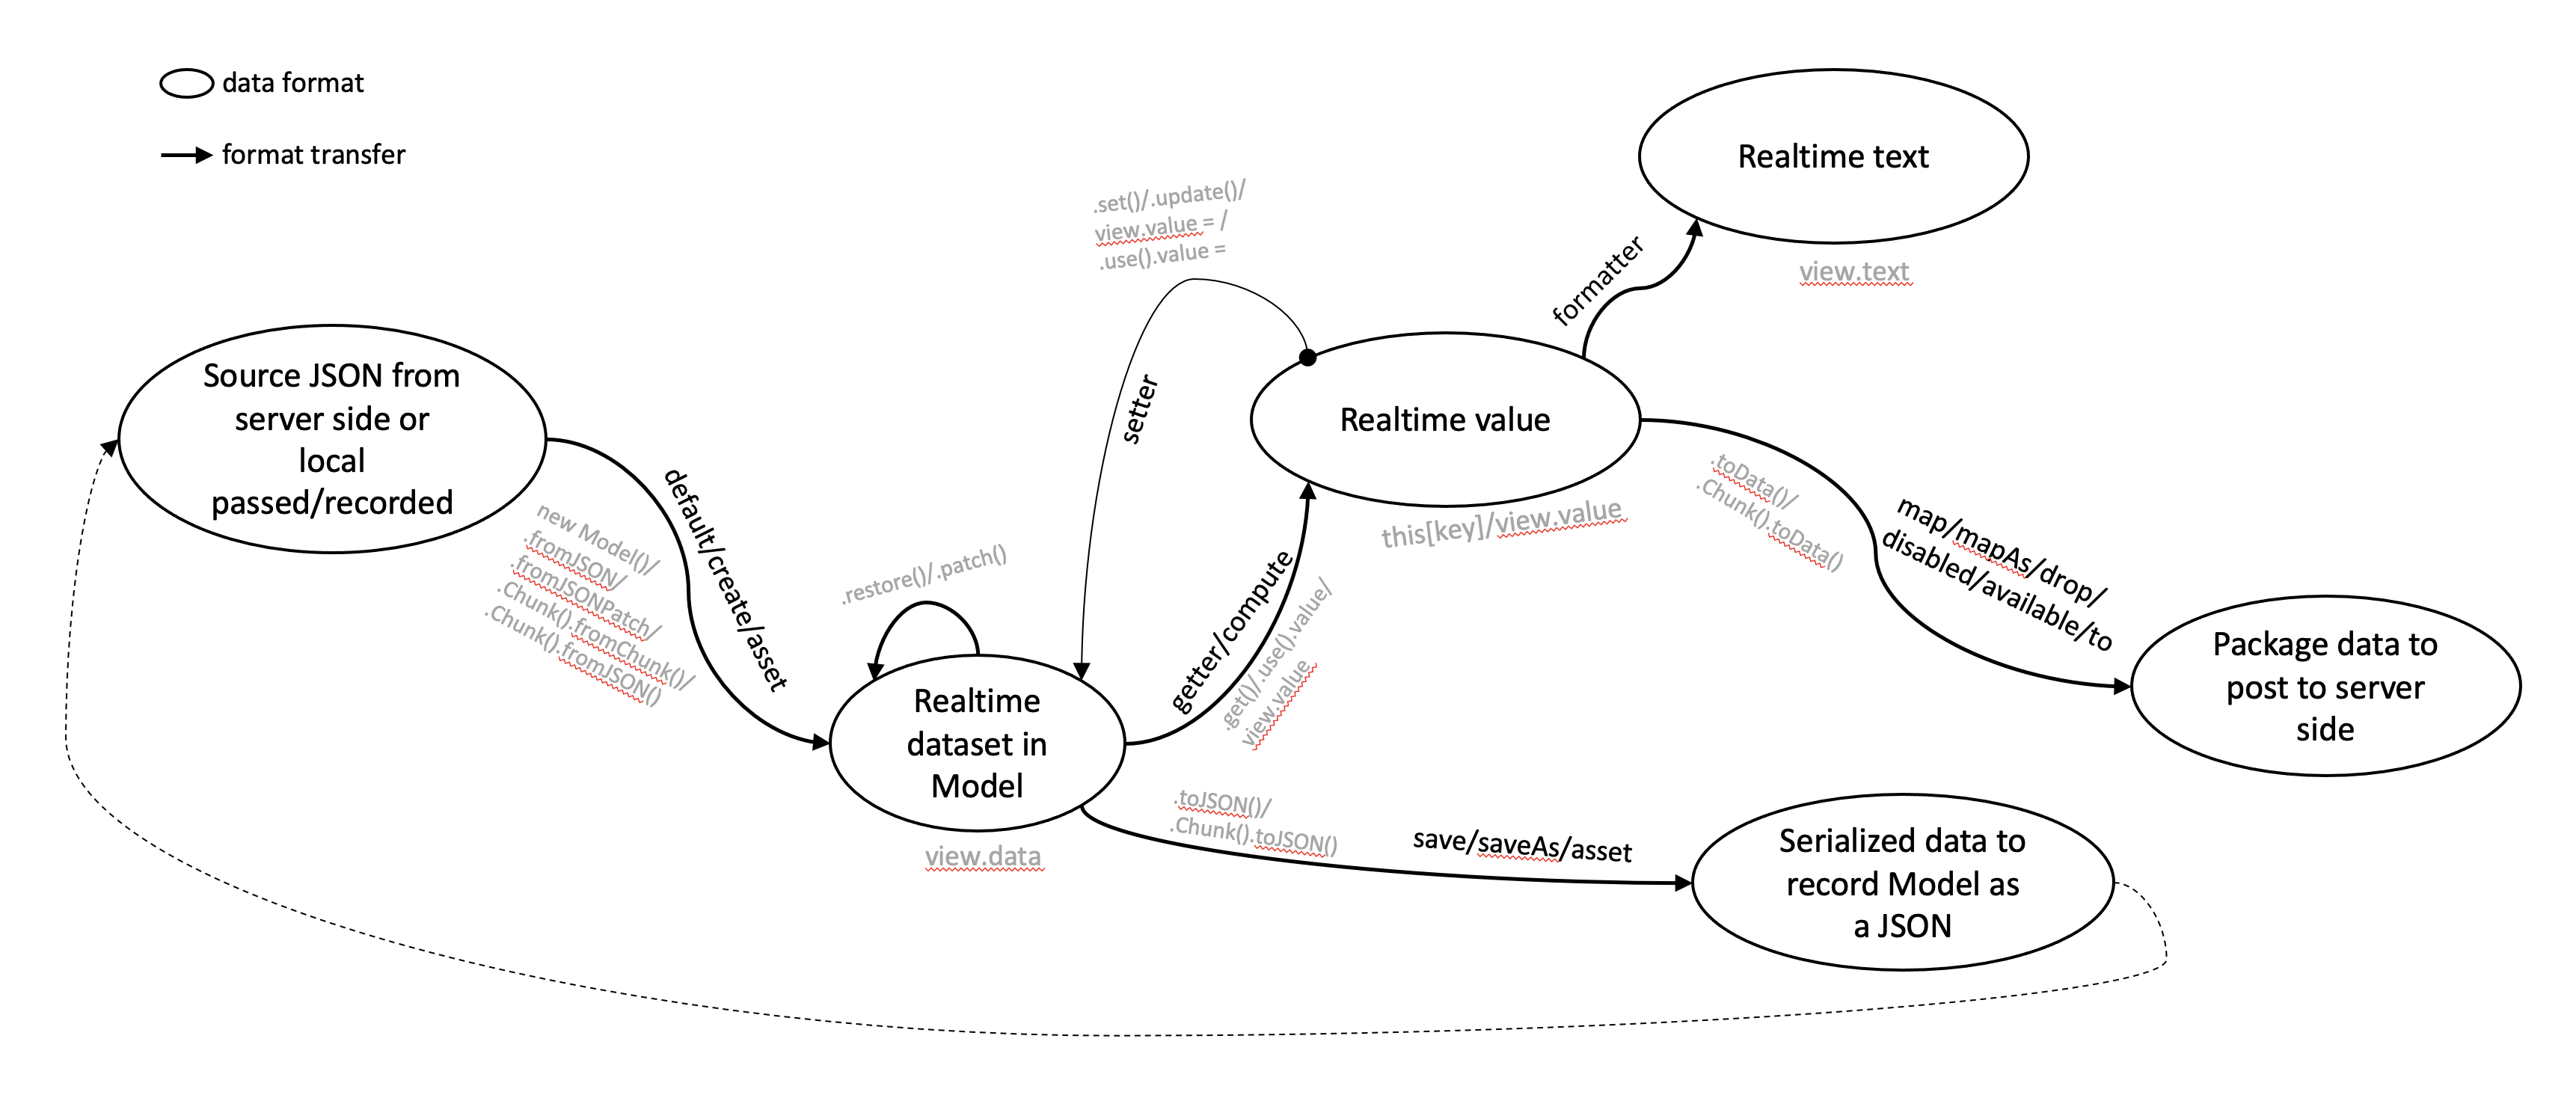 data format
format transfer
Realtime text
view.text
.set()/.update()/
view.value = /
.use().value =
formatter
setter
Source JSON from
server side or
local
passed/recorded
Realtime value
this[key]/view.value
default/create/asset
new Model()/
.fromJSON/
.fromJSONPatch/
.Chunk().fromChunk()/
.Chunk().fromJSON()
.restore()/.patch()
getter/compute
.get()/.use().value/
view.value
.toData()/
.Chunk().toData()
map/mapAs/drop/
disabled/available/to
Package data to
post to server
side
Realtime
dataset in
Model
view.data
.toJSON()/
.Chunk().toJSON()
save/saveAs/asset
Serialized data to
record Model as
a JSON